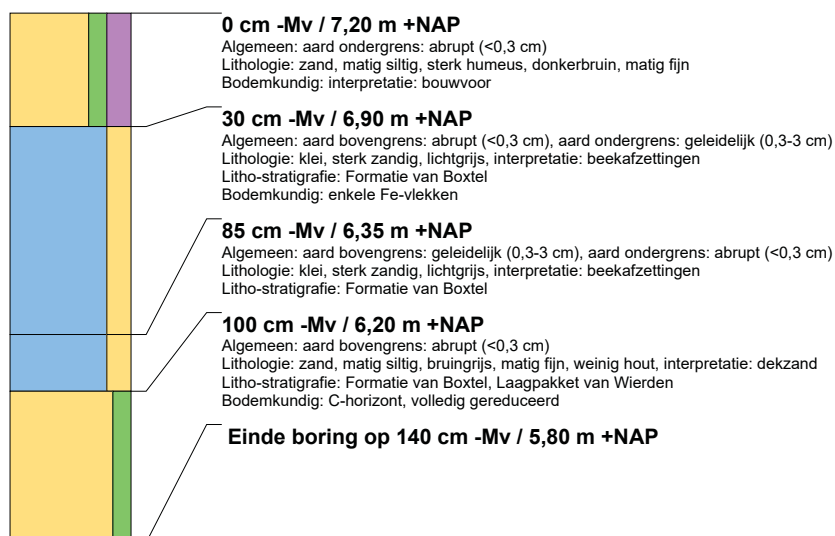 0 cm -Mv / 7,20 m +NAP
Algemeen: aard ondergrens: abrupt (<0,3 cm)
Lithologie: zand, matig siltig, sterk humeus, donkerbruin, matig fijn
Bodemkundig: interpretatie: bouwvoor
30 cm -Mv / 6,90 m +NAP
Algemeen: aard bovengrens: abrupt (<0,3 cm), aard ondergrens: geleidelijk (0,3-3 cm)
Lithologie: klei, sterk zandig, lichtgrijs, interpretatie: beekafzettingen
Litho-stratigrafie: Formatie van Boxtel
Bodemkundig: enkele Fe-vlekken
85 cm -Mv / 6,35 m +NAP
Algemeen: aard bovengrens: geleidelijk (0,3-3 cm), aard ondergrens: abrupt (<0,3 cm)
Lithologie: klei, sterk zandig, lichtgrijs, interpretatie: beekafzettingen
Litho-stratigrafie: Formatie van Boxtel
100 cm -Mv / 6,20 m +NAP
Algemeen: aard bovengrens: abrupt (<0,3 cm)
Lithologie: zand, matig siltig, bruingrijs, matig fijn, weinig hout, interpretatie: dekzand
Litho-stratigrafie: Formatie van Boxtel, Laagpakket van Wierden
Bodemkundig: C-horizont, volledig gereduceerd
Einde boring op 140 cm -Mv / 5,80 m +NAP